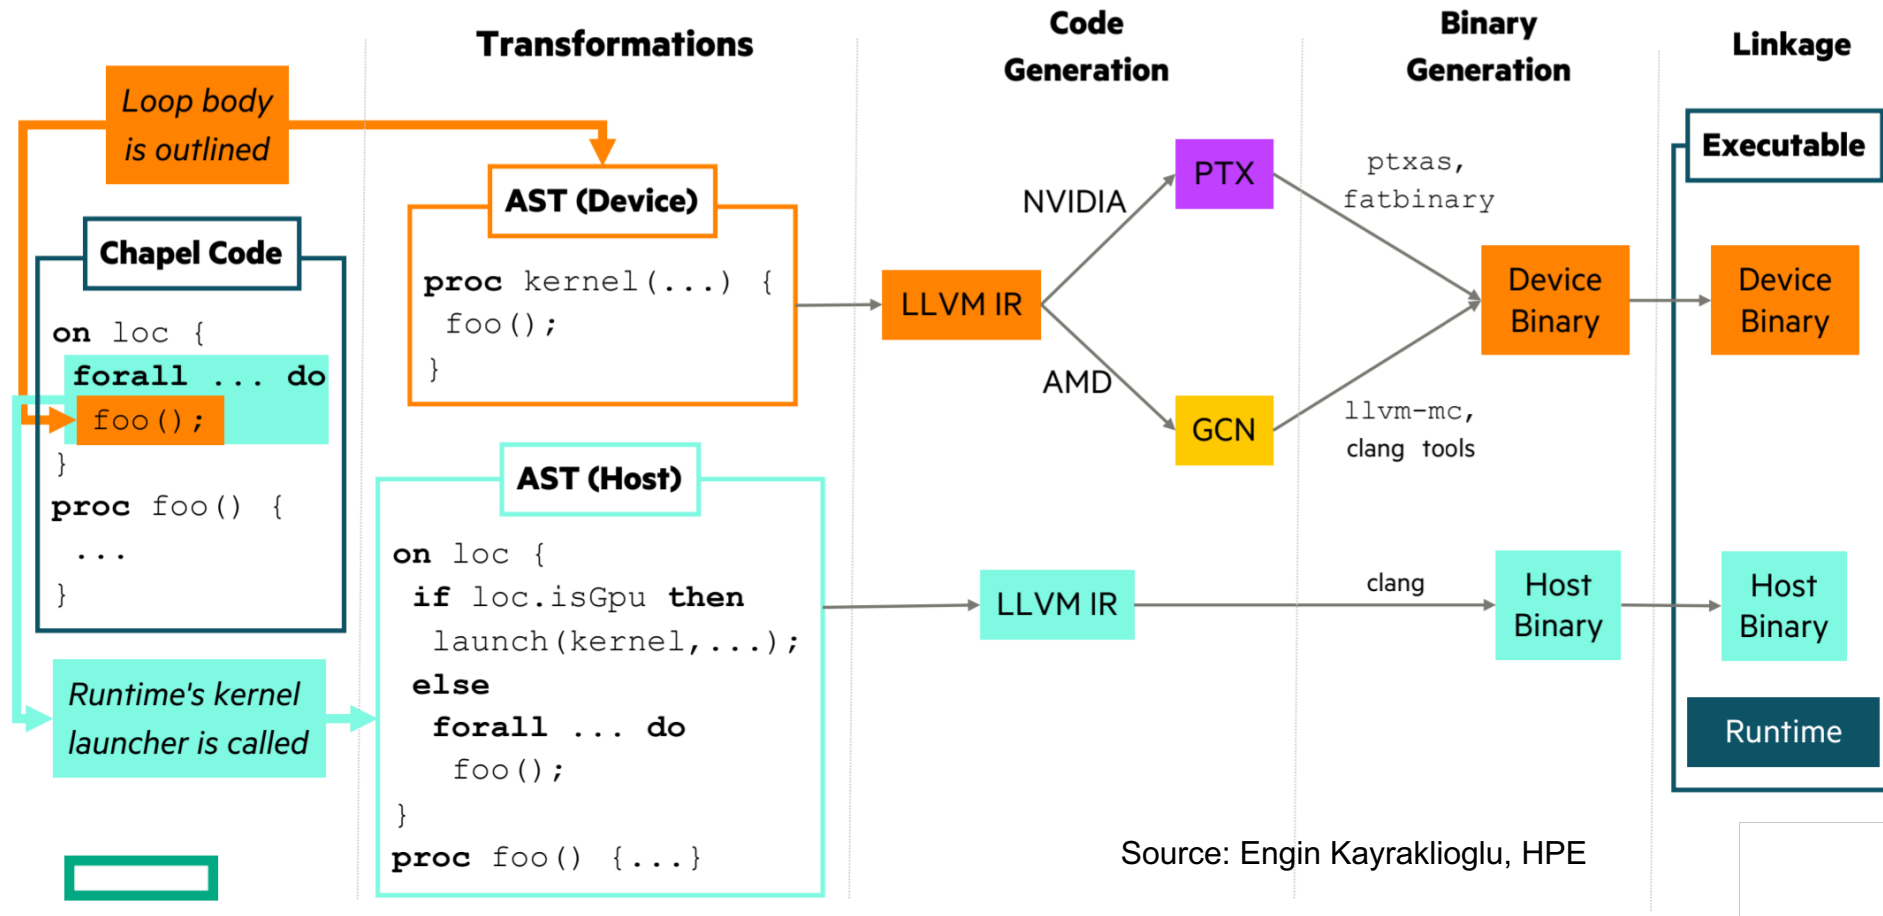 Transformations
Code
Generation
Binary
Generation
Linkage
Loop body
is outlined
Chapel Code
on loc {
forall ... do
foo();
}
proc foo() {
...
}
Runtime's kernel
launcher is called
AST (Device)
proc kernel(...) {
foo();
}
AST (Host)
on loc {
if loc.isGpu then
launch(kernel,...);
else
forall ... do
foo();
}
proc foo() {...}
LLVM IR
NVIDIA
AMD
PTX
GCN
LLVM IR
ptxas,
fatbinary
llvm-mc,
clang tools
clang
Device
Binary
Host
Binary
Executable
Device
Binary
Host
Binary
Runtime
Source: Engin Kayraklioglu, HPE